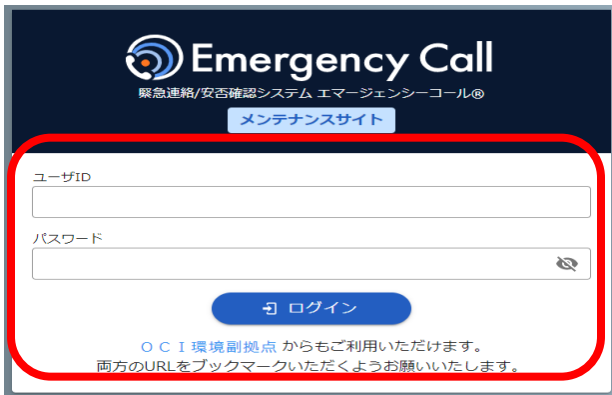 Emergency Call
緊急連絡/安否確認システム エマージェンシーコール®
メンテナンスサイト
ユーザID
パスワード
ログイン
ＯＣＩ環境副拠点 からもご利用いただけます。
両方のURLをブックマークいただくようお願いいたします。